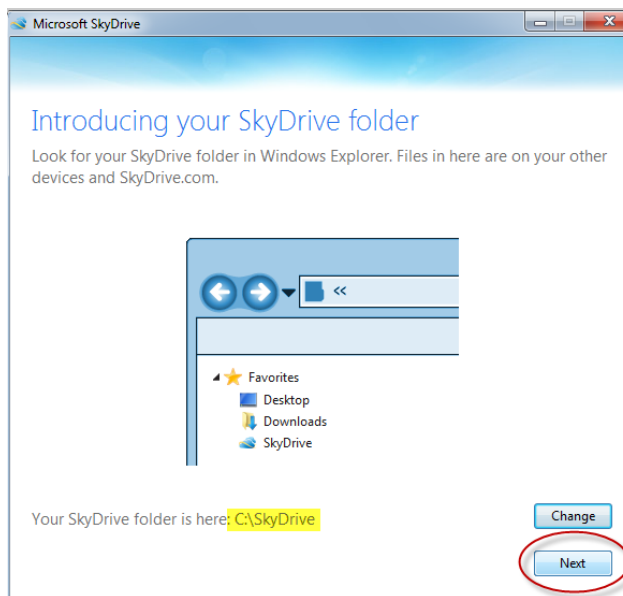 Microsoft SkyDrive
Introducing your SkyDrive folder
Look for your SkyDrive folder in Windows Explorer. Files in here are on your other
devices and SkyDrive.com.
«
Favorites
Desktop
Downloads
SkyDrive
Your SkyDrive folder is here: C:\SkyDrive
Change
Next